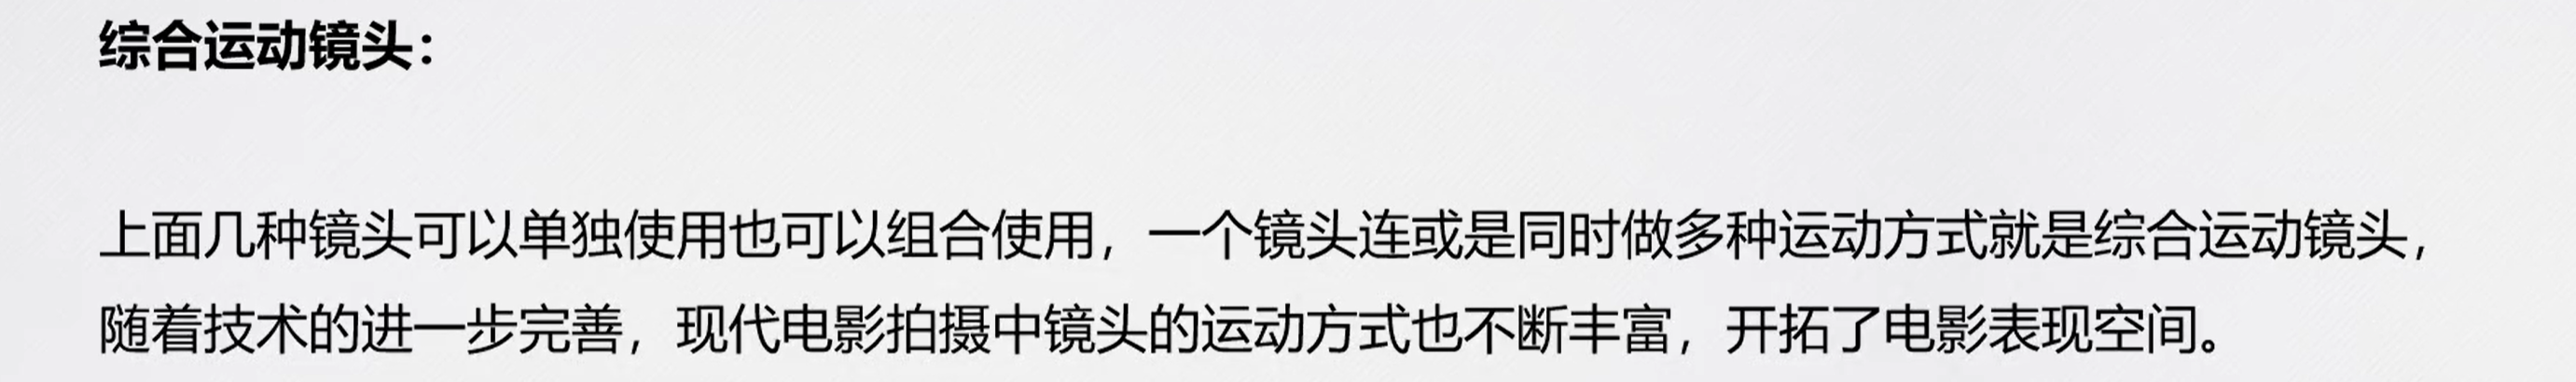 综合运动镜头：
上面几种镜头可以单独使用也可以组合使用，一个镜头连或是同时做多种运动方式就是综合运动镜头，
随着技术的进一步完善，现代电影拍摄中镜头的运动方式也不断丰富，开拓了电影表现空间。